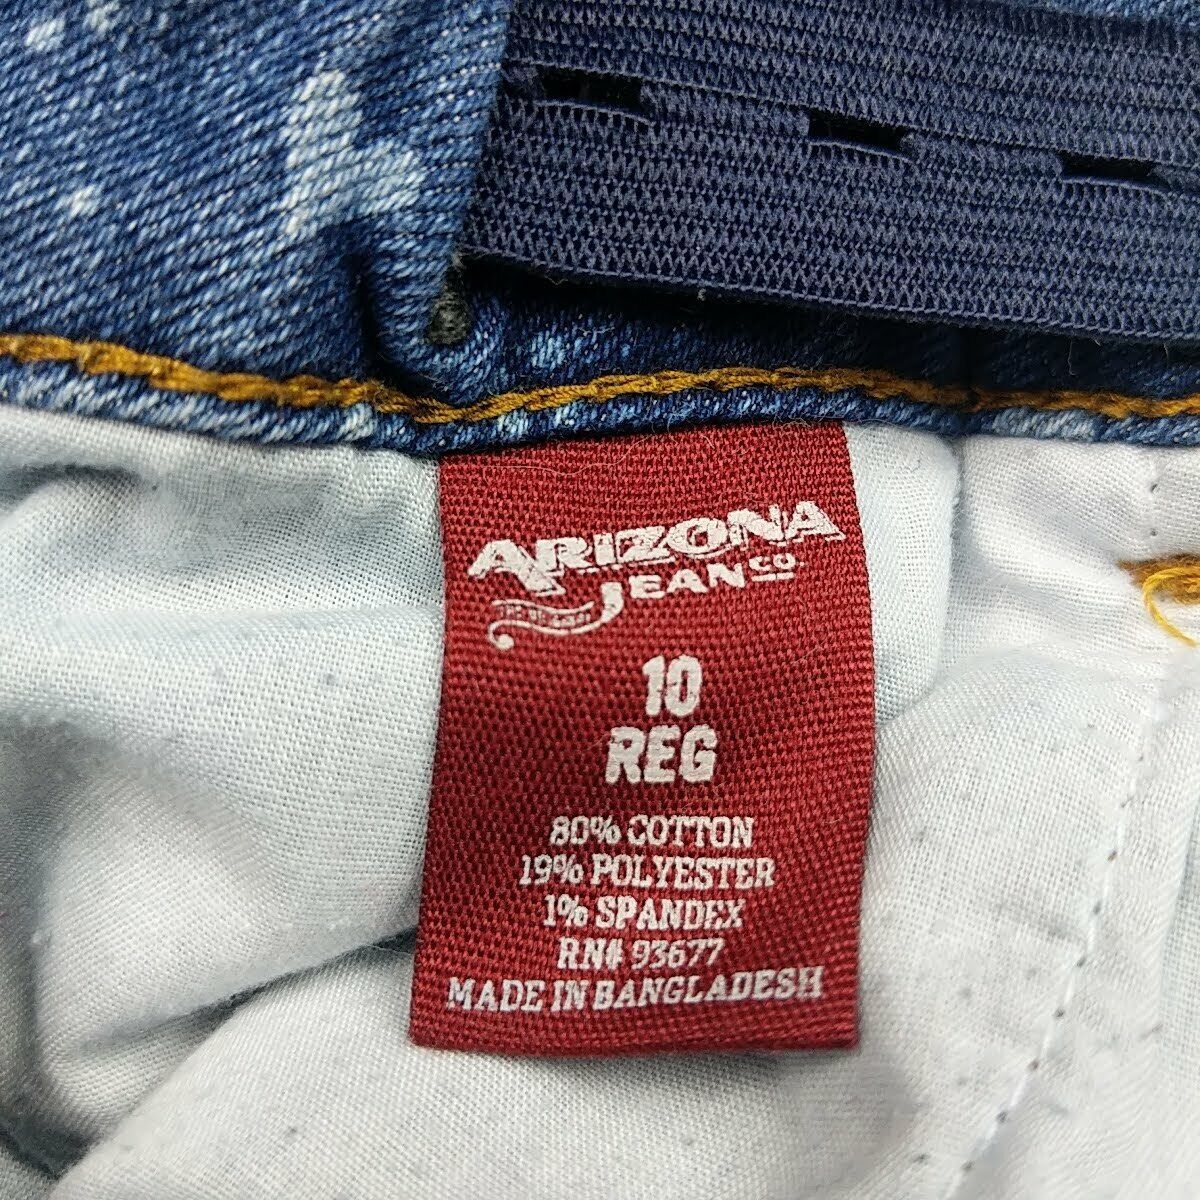 ARIZONA
JEAN CO.
10
REG
80% COTTON
19% POLYESTER
1% SPANDEX
RN# 93677
MADE IN BANGLADESH